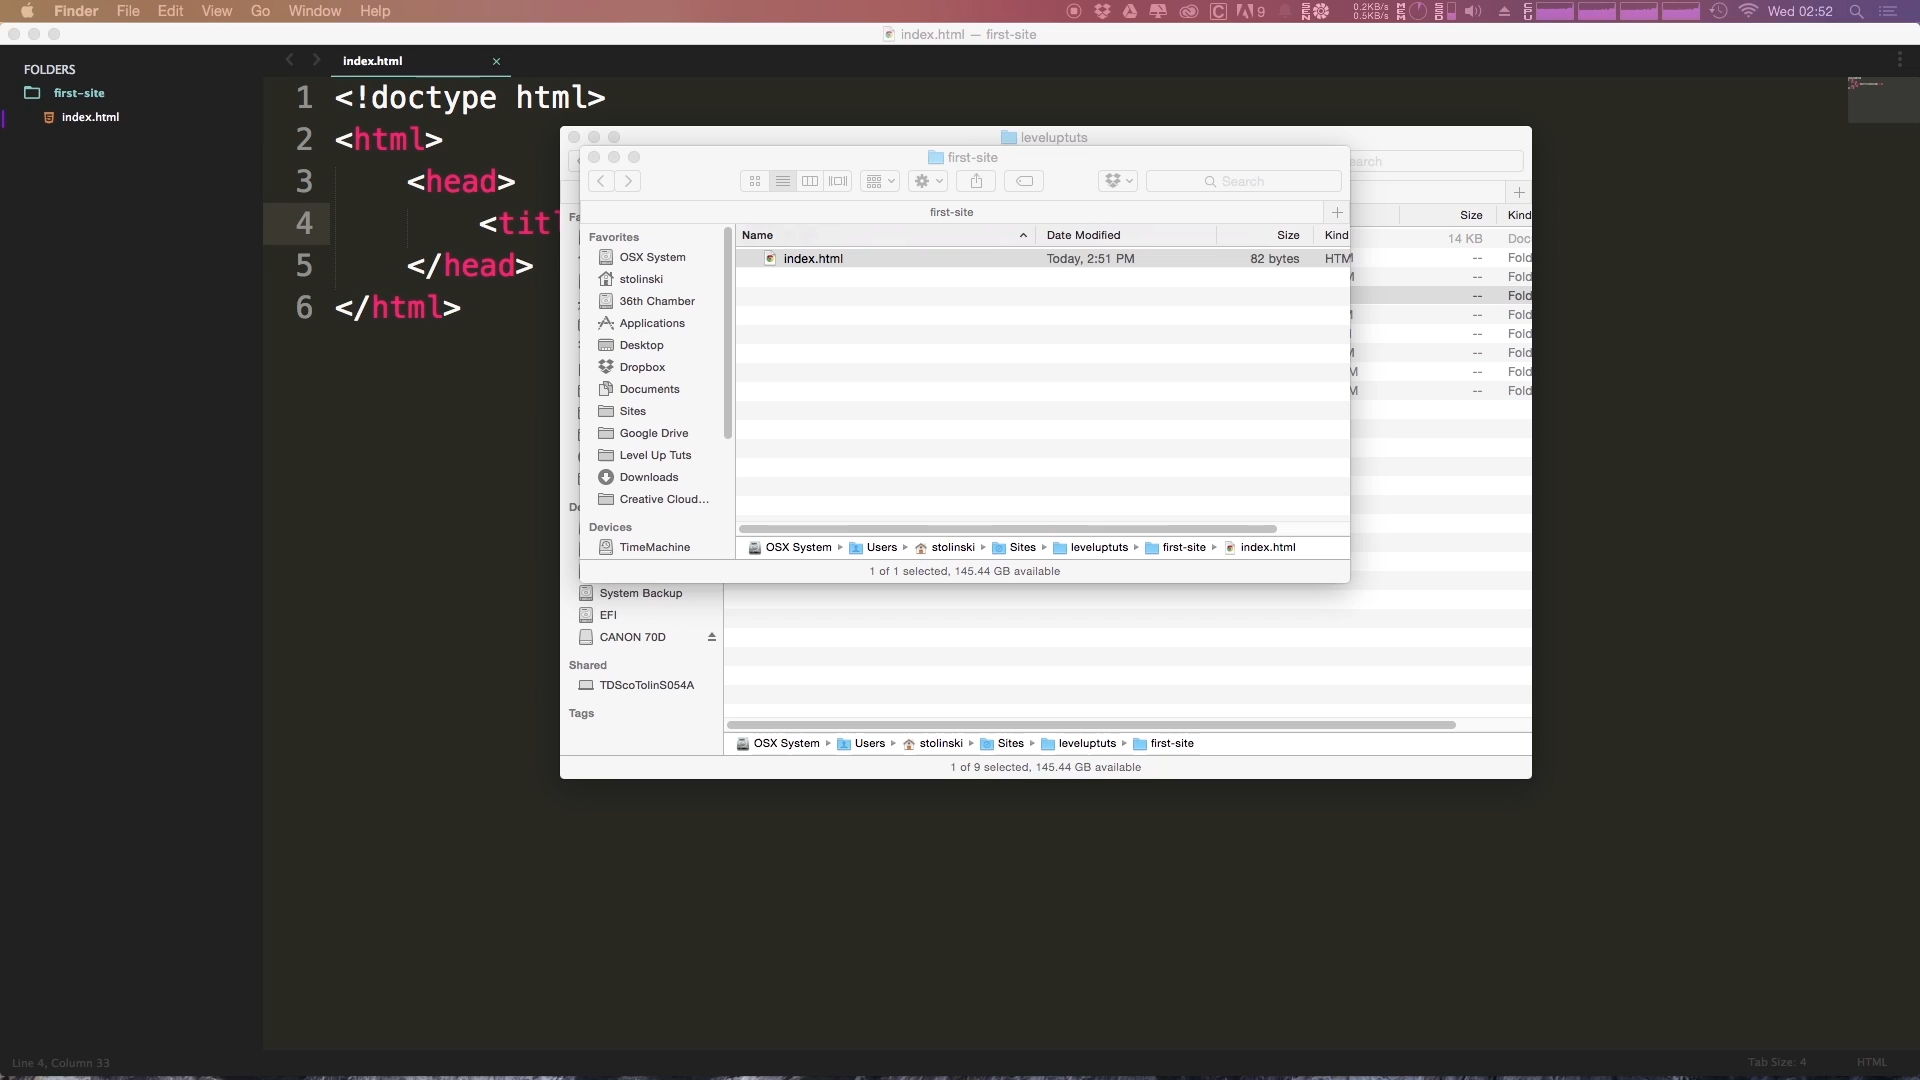 Finder File Edit View Go Window Help
9 0.2KB/s 0.5KB/s Wed 02:52
index.html — first-site
FOLDERS
first-site
index.html
index.html
1 <!doctype html>
2 <html>
3 <head>
4 <titl
5 </head>
6 </html>
leveluptuts
earch
Size Kind
14 KB Doc
-- Fold
-- Fold
-- Fold
-- Fold
-- Fold
-- Fold
-- Fold
-- Fold
first-site
Search
first-site
Name Date Modified Size Kind
index.html Today, 2:51 PM 82 bytes HTM
Favorites
OSX System
stolinski
36th Chamber
Applications
Desktop
Dropbox
Documents
Sites
Google Drive
Level Up Tuts
Downloads
Creative Cloud...
Devices
TimeMachine
OSX System Users stolinski Sites leveluptuts first-site index.html
1 of 1 selected, 145.44 GB available
System Backup
EFI
CANON 70D
Shared
TDScoTolinS054A
Tags
OSX System Users stolinski Sites leveluptuts first-site
1 of 9 selected, 145.44 GB available
Line 4, Column 33 Tab Size: 4 HTML